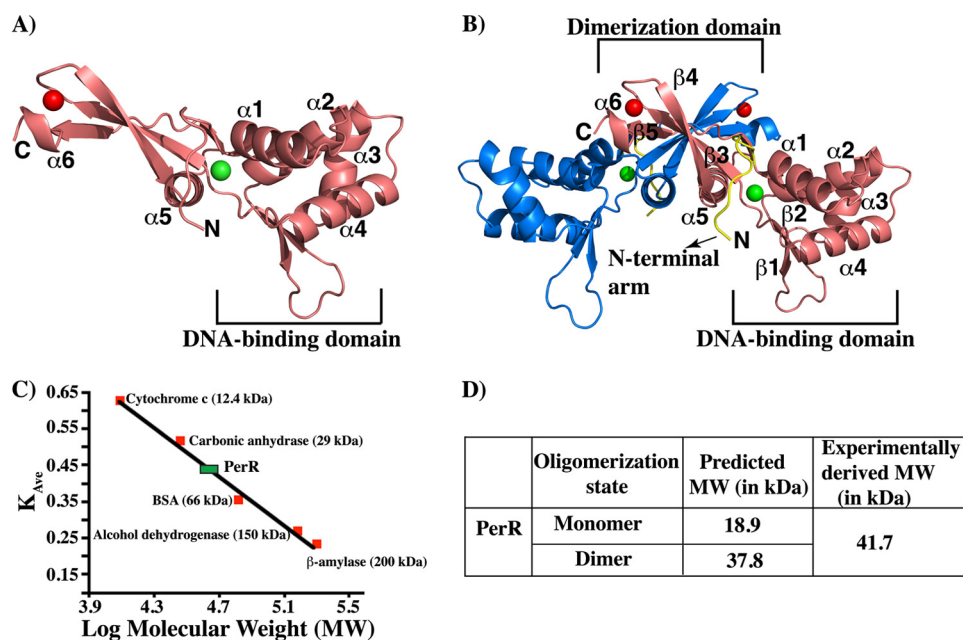 A)
α1
α2
α3
C
α6
α5
N
α4
DNA-binding domain
B)
Dimerization domain
β4
α6
C
β5
β3
α1
α2
α3
α5
N
β2
N-terminal
arm
β1
α4
DNA-binding domain
C)
0.65
0.55
0.45
0.35
0.25
0.15
K Ave
Cytochrome c (12.4 kDa)
Carbonic anhydrase (29 kDa)
PerR
BSA (66 kDa)
Alcohol dehydrogenase (150 kDa)
β-amylase (200 kDa)
3.9 4.3 4.7 5.1 5.5
Log Molecular Weight (MW)
D)
Oligomerization
state
Predicted
MW (in kDa)
Experimentally
derived MW
(in kDa)
PerR
Monomer 18.9
Dimer 37.8
41.7